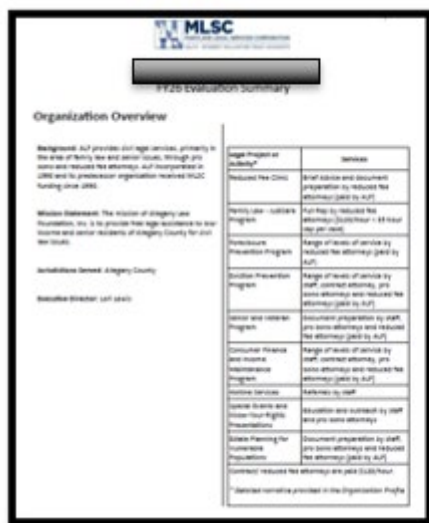 MLSC
MARYLAND LEGAL SERVICES CORPORATION
FY26 Evaluation Summary
Organization Overview
Background: ALF provides civil legal services, primarily in
the area of family law and senior issues, through pro
bono and reduced fee attorneys. ALF incorporated in
and its predecessor organization received MLSC
funding since
Mission Statement: The mission of Allegany Law
Foundation, Inc. is to provide free legal assistance to low
income and senior residents of Allegany County for civil
law issues.
Jurisdictions Served: Allegany County
Executive Director: Lari Lewis
Legal Project or
Activity*
Services
Reduced Fee Clinic
Brief advice and document
preparation by reduced fee
attorneys (paid by ALF)
Family Law - Judicare
Program
Full Rep by reduced fee
attorneys
cap per case)
Foreclosure
Prevention Program
Range of levels of service by
reduced fee attorneys (paid by
ALF)
Eviction Prevention
Program
Range of levels of service by
staff, contract attorney, pro
bono attorneys and reduced fee
attorneys (paid by ALF)
Senior and Veteran
Program
Document preparation by staff,
pro bono attorneys and reduced
fee attorneys (paid by ALF)
Consumer Finance
and Income
Maintenance
Program
Range of levels of service by
staff, contract attorney, pro
bono attorneys and reduced fee
attorneys (paid by ALF)
Hotline Services
Referrals by staff
Special Events and
Know-Your-Rights
Presentations
Education and outreach by staff
and pro bono attorneys
Estate Planning for
Vulnerable
Populations
Document preparation by staff,
pro bono attorneys and reduced
fee attorneys (paid by ALF)
Contract/ reduced fee attorneys are paid
* detailed narrative provided in the Organization Profile